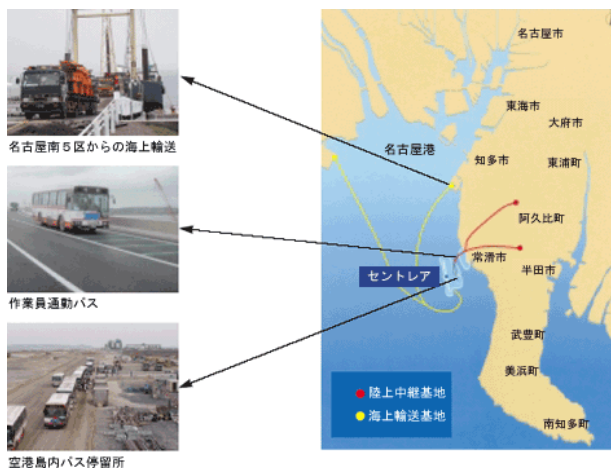 名古屋南5区からの海上輸送
作業員通勤バス
空港島内バス停留所
名古屋市
東海市
大府市
名古屋港
知多市
東浦町
阿久比町
常滑市
セントレア
半田市
武豊町
美浜町
陸上中継基地
海上輸送基地
南知多町